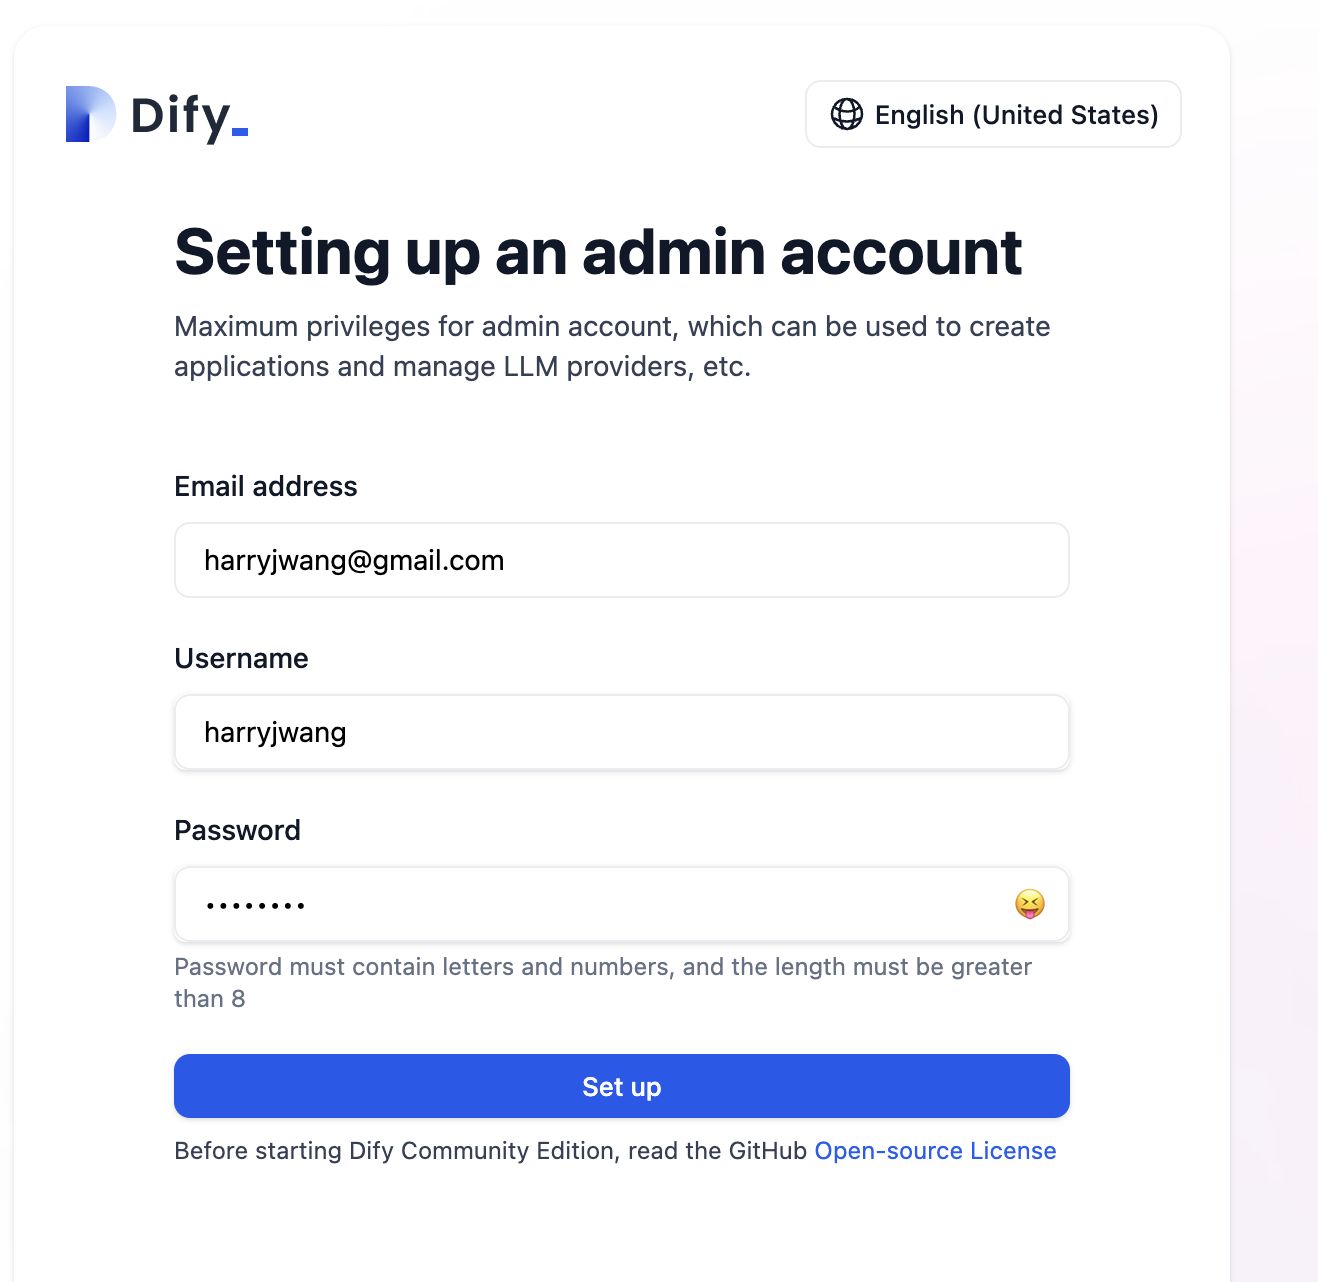 Dify_
English (United States)
Setting up an admin account
Maximum privileges for admin account, which can be used to create
applications and manage LLM providers, etc.
Email address
harryjwang@gmail.com
Username
harryjwang
Password
••••••••
Password must contain letters and numbers, and the length must be greater
than 8
Set up
Before starting Dify Community Edition, read the GitHub Open-source License